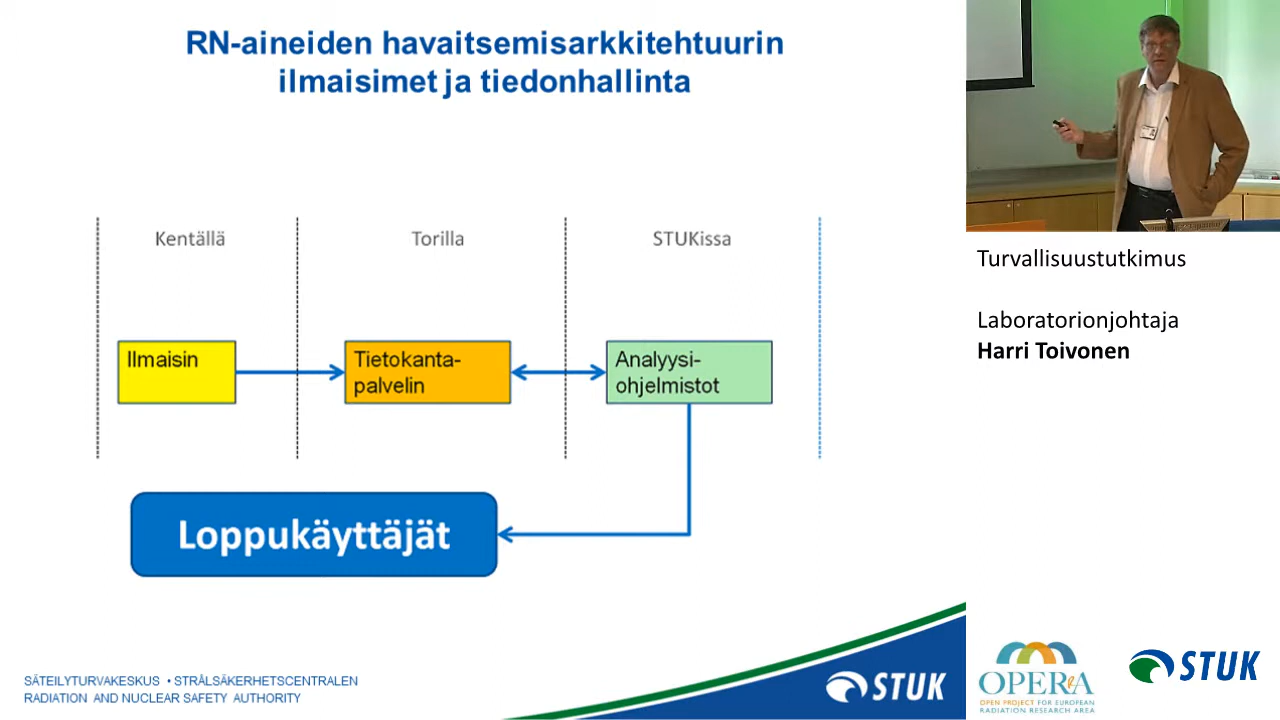 RN-aineiden havaitsemisarkkitehtuurin
ilmaisimet ja tiedonhallinta
Kentällä
Torilla
STUKissa
Ilmaisin
Tietokanta-
palvelin
Analyysi-
ohjelmistot
Loppukäyttäjät
SÄTEILYTURVAKESKUS • STRÅLSÄKERHETSCENTRALEN
RADIATION AND NUCLEAR SAFETY AUTHORITY
STUK
Turvallisuustutkimus
Laboratorionjohtaja
Harri Toivonen
OPERA
OPEN PROJECT FOR EUROPEAN
RADIATION RESEARCH AREA
STUK